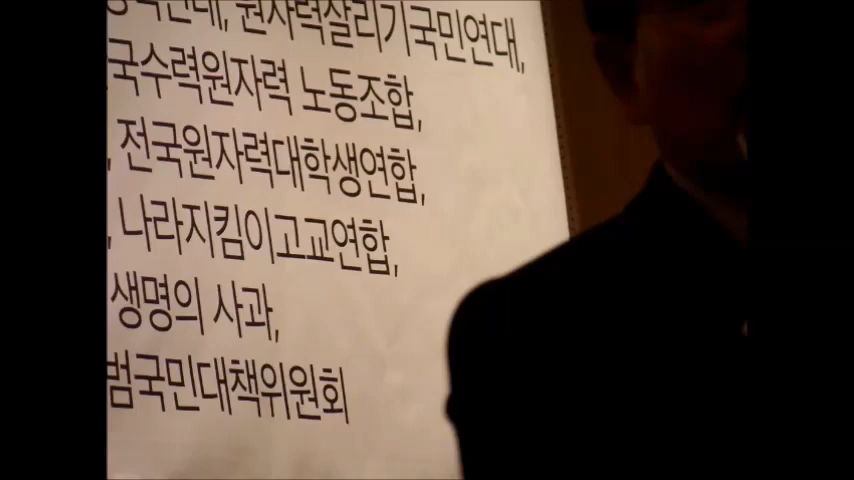 원자력살리기국민연대,
국수력원자력 노동조합,
, 전국원자력대학생연합,
, 나라지킴이고교연합,
생명의 사과,
범국민대책위원회